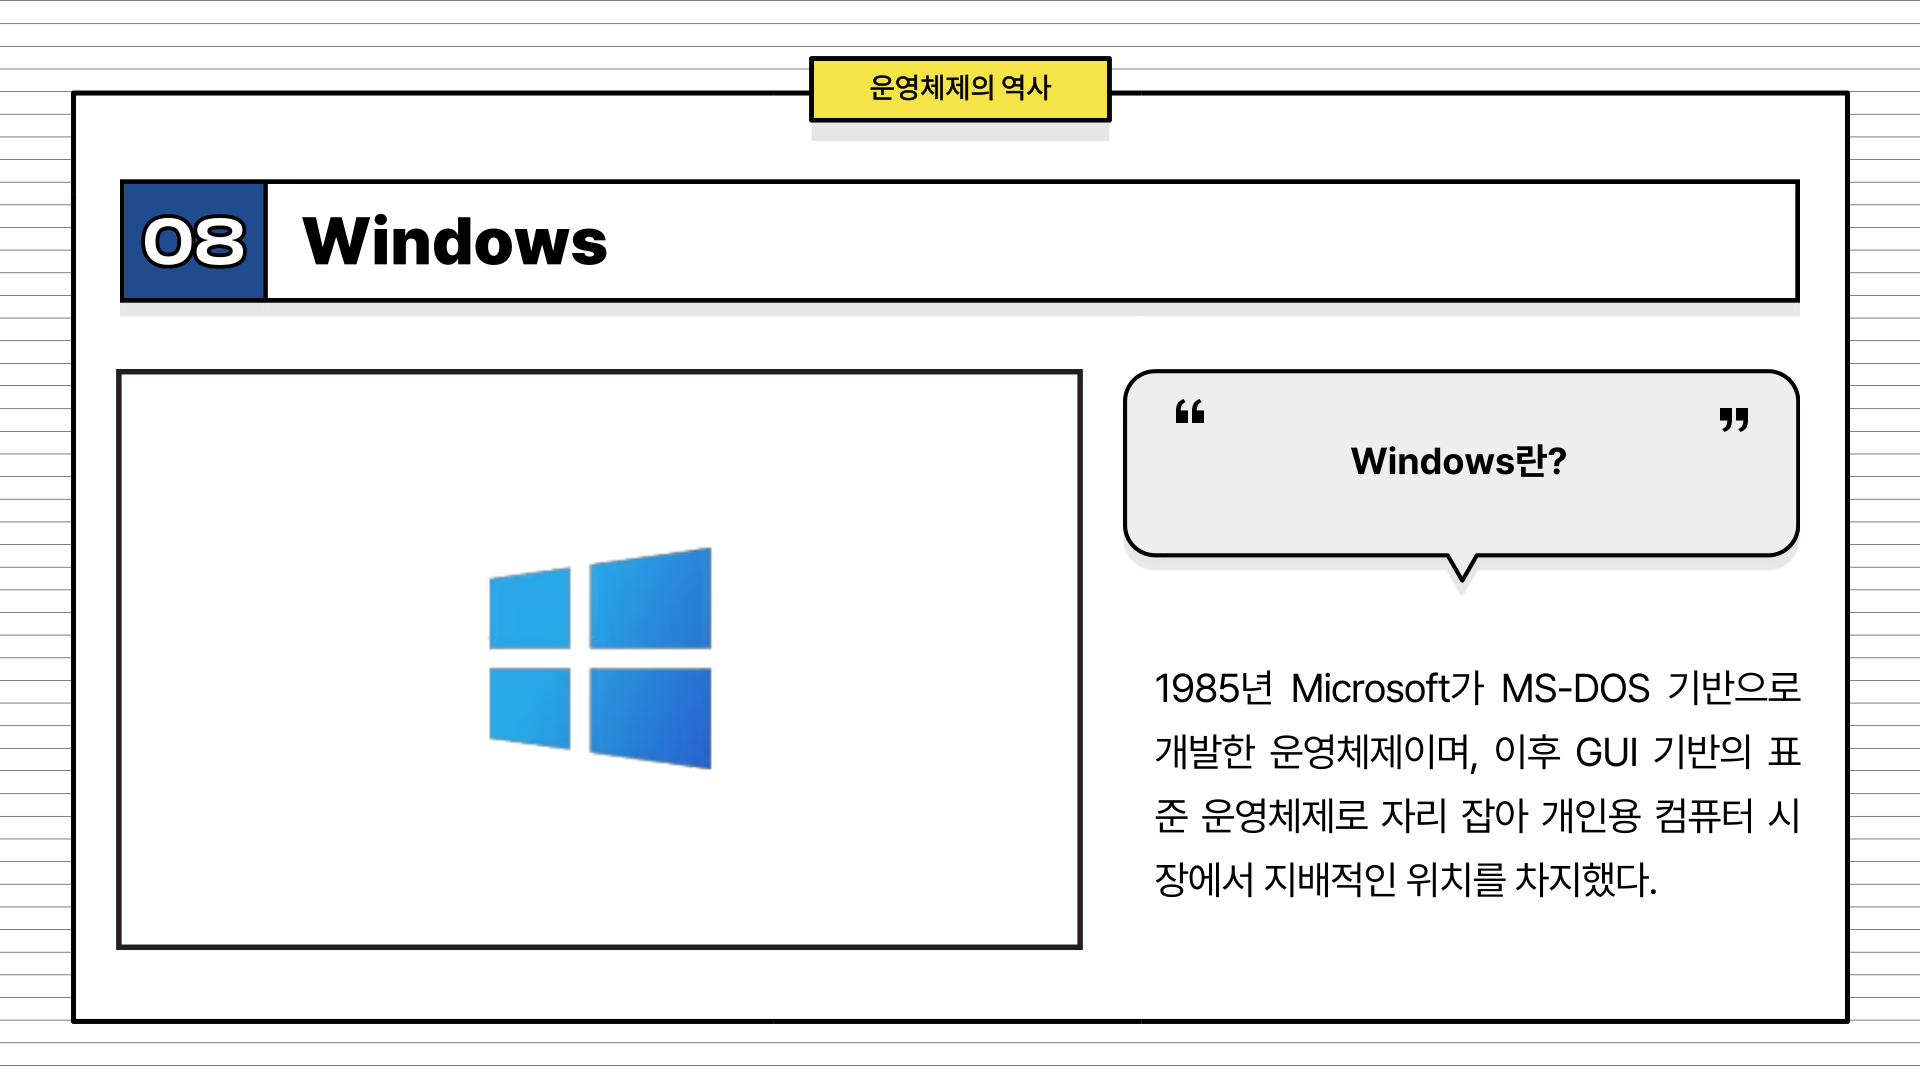 운영체제의 역사
08 Windows
“ ”
Windows란?
1985년 Microsoft가 MS-DOS 기반으로
개발한 운영체제이며, 이후 GUI 기반의 표
준 운영체제로 자리 잡아 개인용 컴퓨터 시
장에서 지배적인 위치를 차지했다.